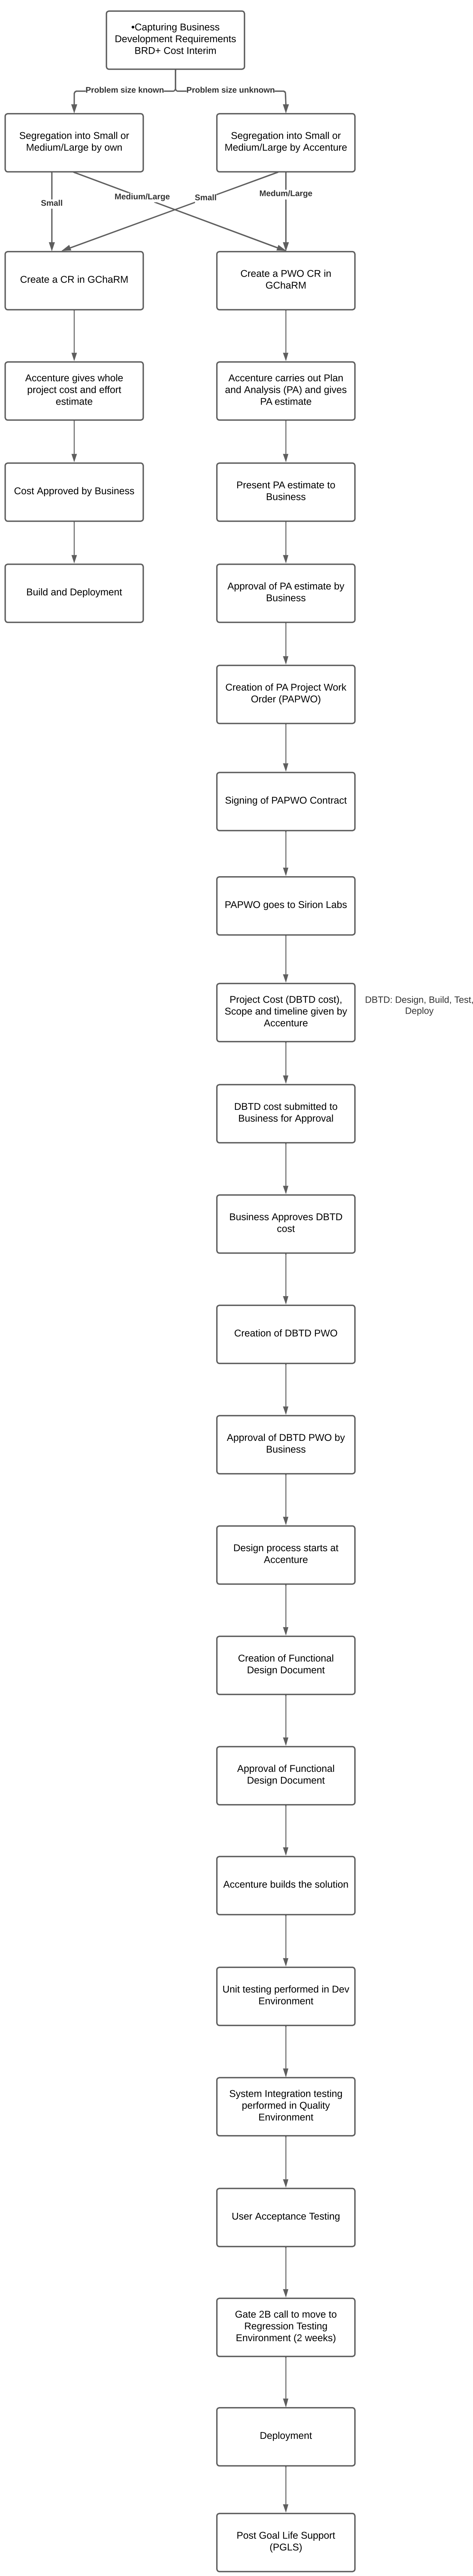 •Capturing Business
Development Requirements
BRD+ Cost Interim
Problem size known
Problem size unknown
Segregation into Small or
Medium/Large by own
Segregation into Small or
Medium/Large by Accenture
Small
Medium/Large
Small
Medum/Large
Create a CR in GChaRM
Create a PWO CR in
GChaRM
Accenture gives whole
project cost and effort
estimate
Accenture carries out Plan
and Analysis (PA) and gives
PA estimate
Cost Approved by Business
Present PA estimate to
Business
Build and Deployment
Approval of PA estimate by
Business
Creation of PA Project Work
Order (PAPWO)
Signing of PAPWO Contract
PAPWO goes to Sirion Labs
Project Cost (DBTD cost),
Scope and timeline given by
Accenture
DBTD: Design, Build, Test,
Deploy
DBTD cost submitted to
Business for Approval
Business Approves DBTD
cost
Creation of DBTD PWO
Approval of DBTD PWO by
Business
Design process starts at
Accenture
Creation of Functional
Design Document
Approval of Functional
Design Document
Accenture builds the solution
Unit testing performed in Dev
Environment
System Integration testing
performed in Quality
Environment
User Acceptance Testing
Gate 2B call to move to
Regression Testing
Environment (2 weeks)
Deployment
Post Goal Life Support
(PGLS)